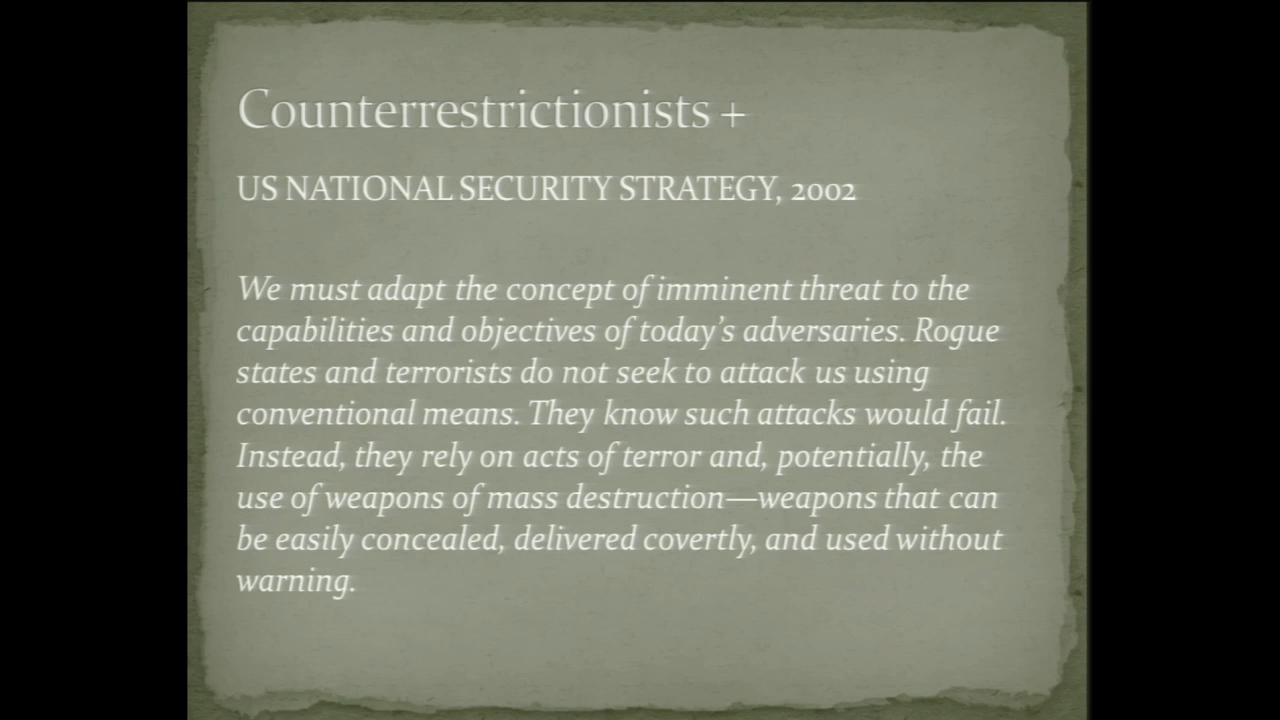 Counterrestrictionists +
US NATIONAL SECURITY STRATEGY, 2002
We must adapt the concept of imminent threat to the
capabilities and objectives of today’s adversaries. Rogue
states and terrorists do not seek to attack us using
conventional means. They know such attacks would fail.
Instead, they rely on acts of terror and, potentially, the
use of weapons of mass destruction—weapons that can
be easily concealed, delivered covertly, and used without
warning.